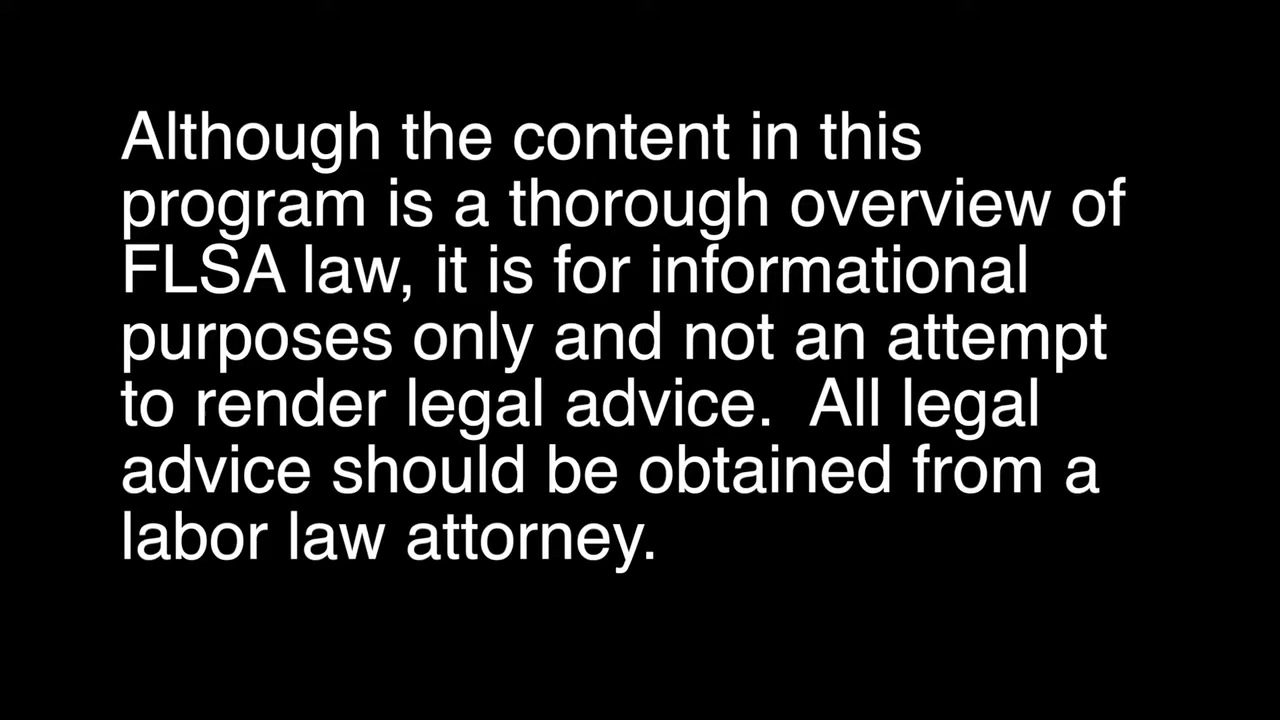 Although the content in this
program is a thorough overview of
FLSA law, it is for informational
purposes only and not an attempt
to render legal advice.  All legal
advice should be obtained from a
labor law attorney.